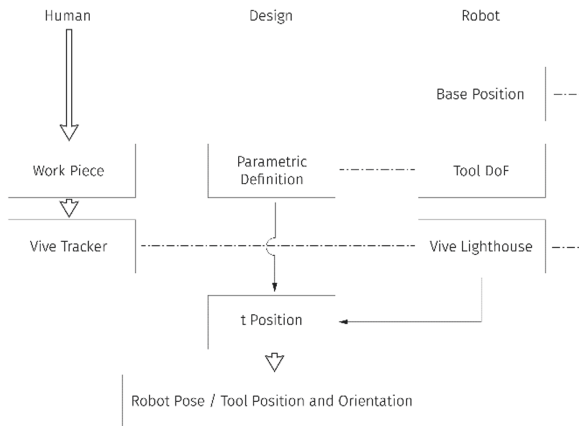 Human Design Robot
Base Position
Work Piece Parametric Tool DoF
Definition
Vive Tracker Vive Lighthouse
t Position
Robot Pose / Tool Position and Orientation